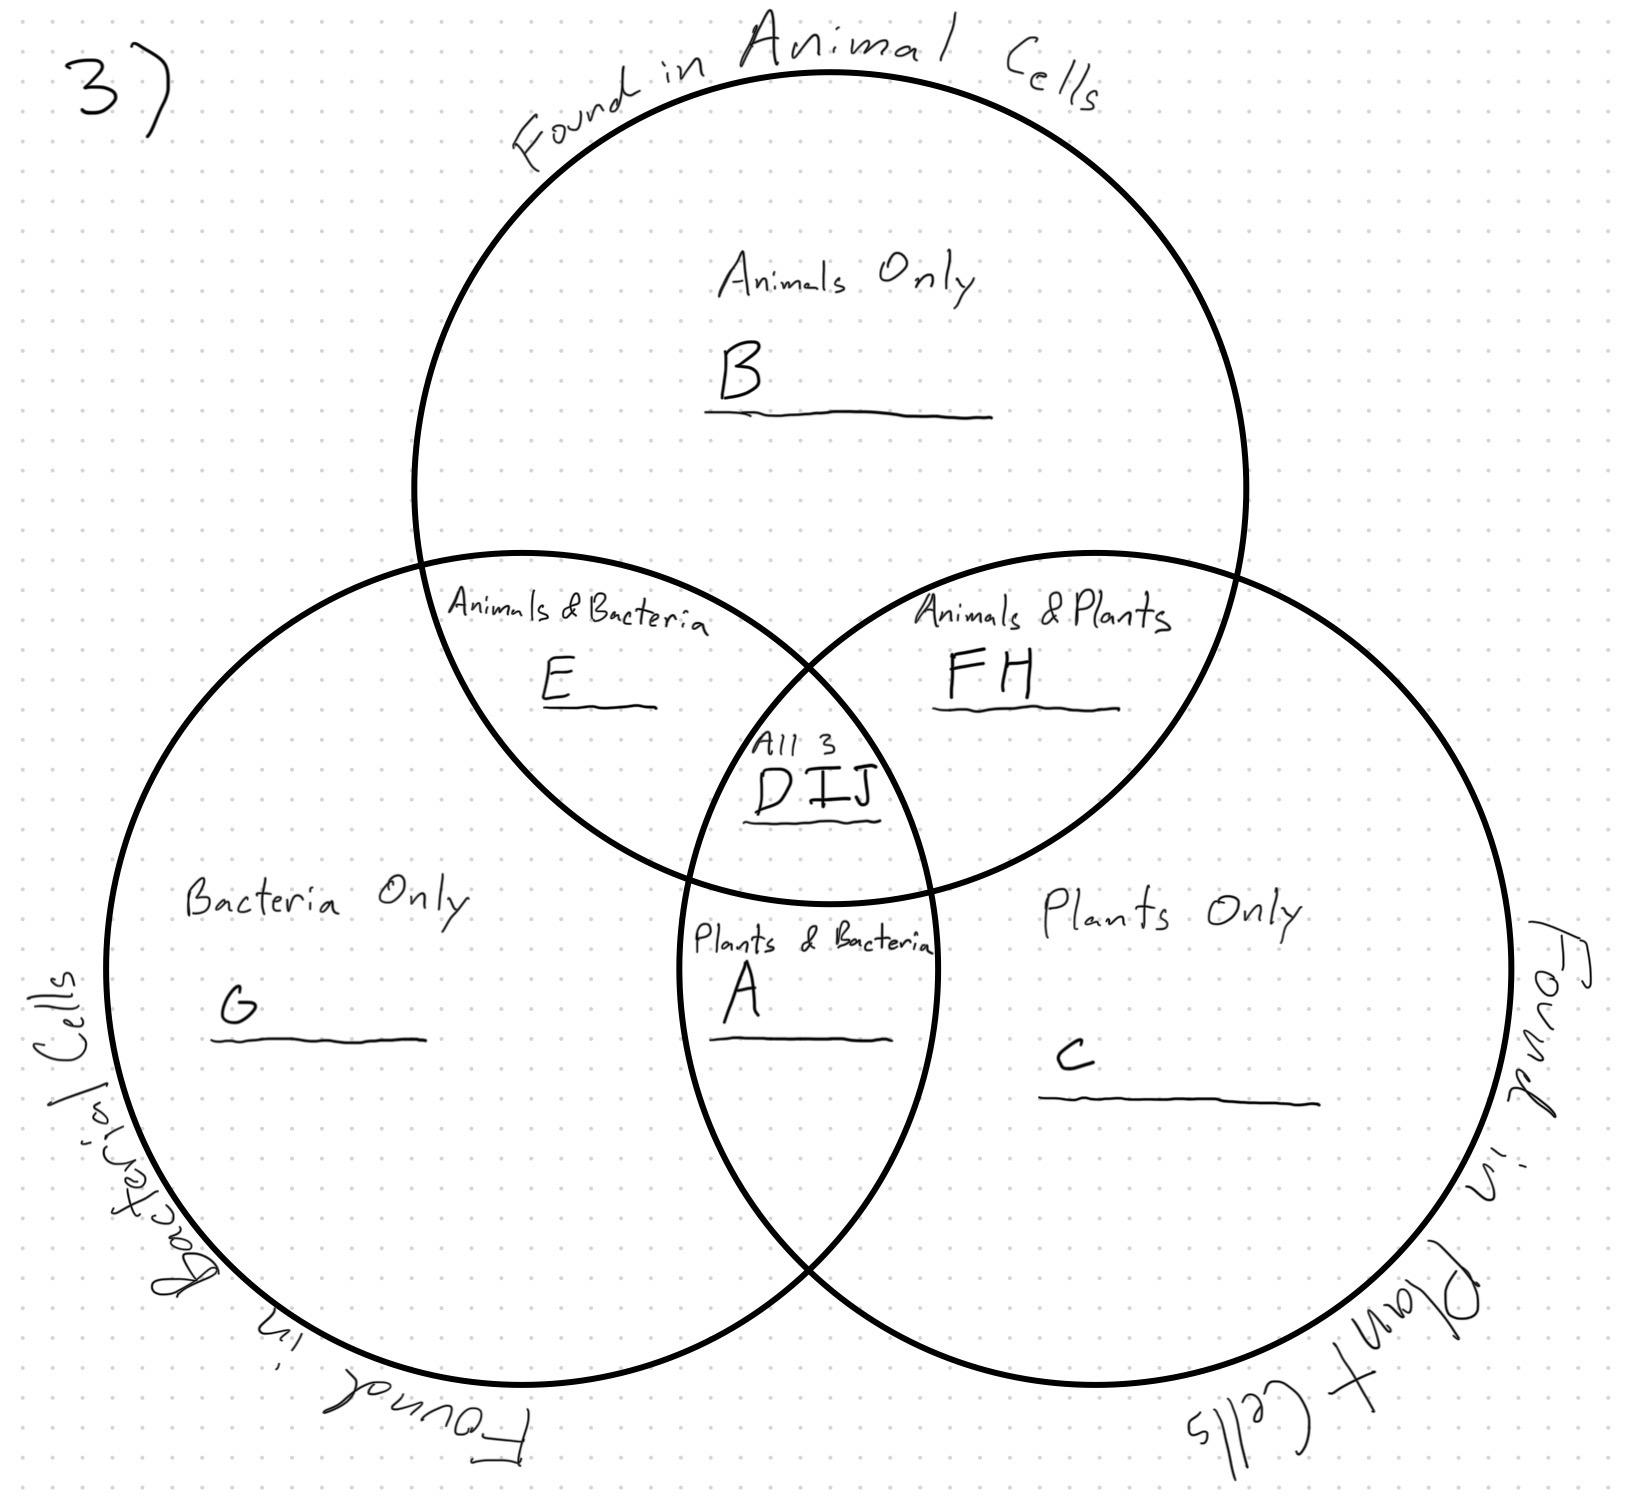 3)
Found in Animal Cells
Animals Only
B
Animals & Bacteria
E
Animals & Plants
FH
All 3
DIJ
Bacteria Only
G
Plants & Bacteria
A
Plants Only
C
Found in Bacterial Cells
Found in Plant Cells